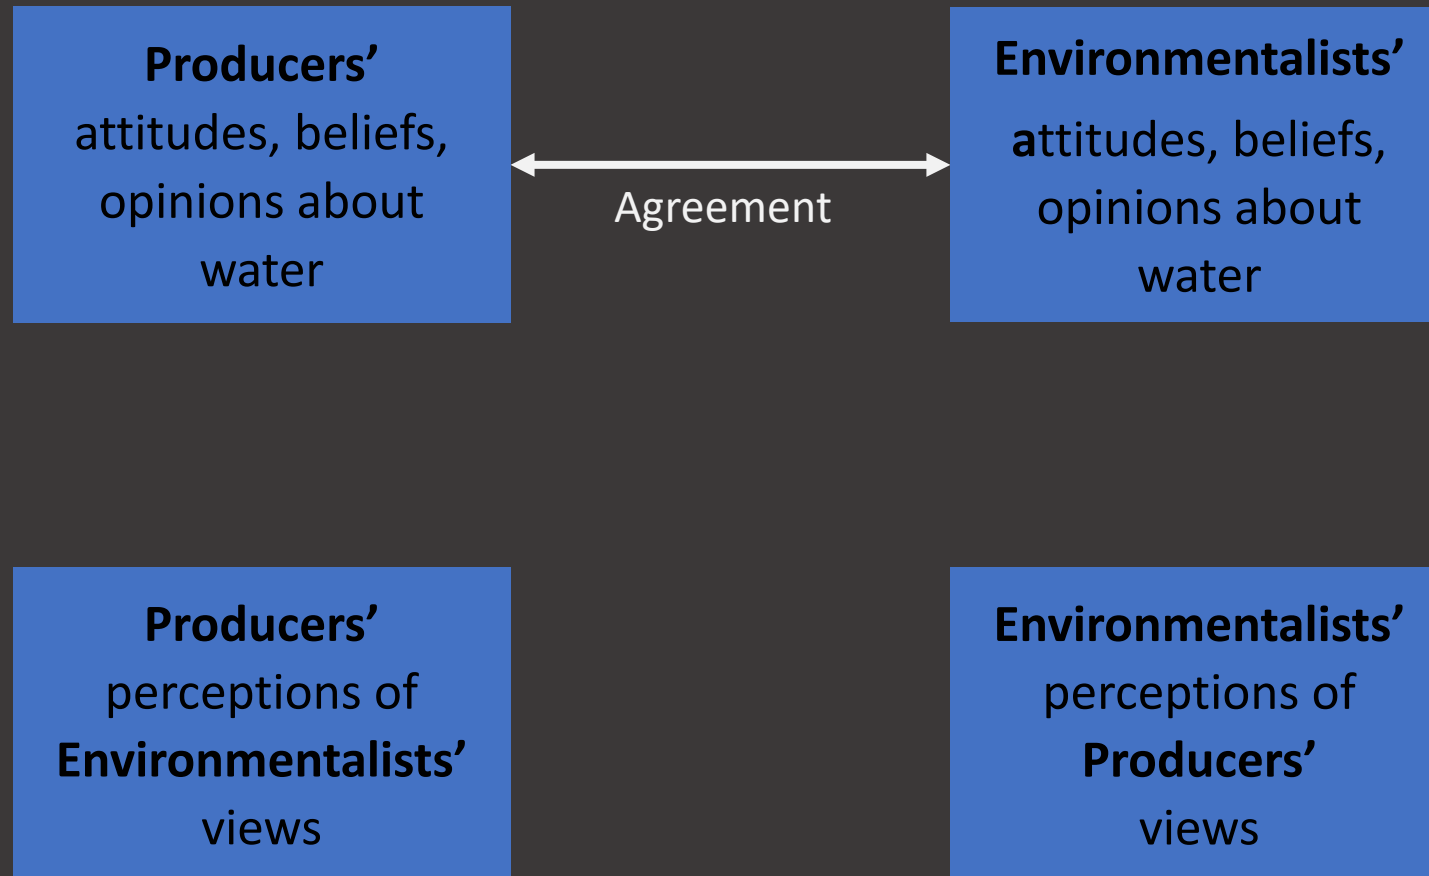 Producers’
attitudes, beliefs,
opinions about
water
Agreement
Environmentalists’
attitudes, beliefs,
opinions about
water
Producers’
perceptions of
Environmentalists’
views
Environmentalists’
perceptions of
Producers’
views